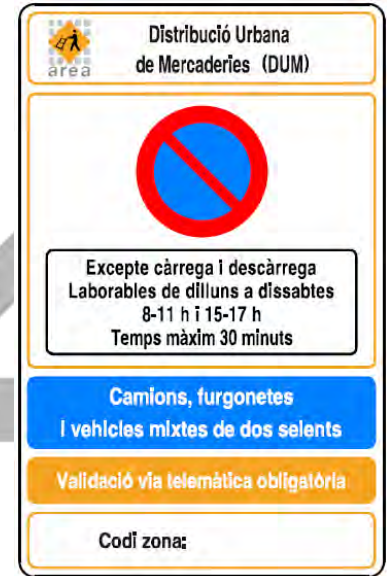 àrea
Distribució Urbana
de Mercaderies (DUM)
Excepte càrrega i descàrrega
Laborables de dilluns a dissabtes
8-11 h i 15-17 h
Temps màxim 30 minuts
Camions, furgonetes
i vehicles mixtes de dos seients
Validació via telemàtica obligatòria
Codi zona: